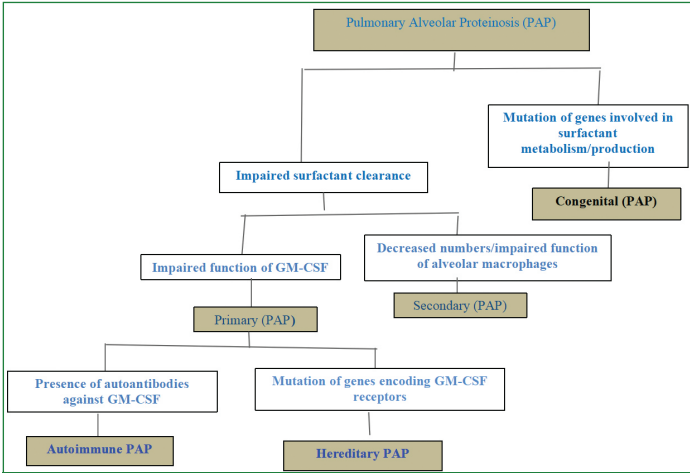 Pulmonary Alveolar Proteinosis (PAP)
Mutation of genes involved in
surfactant
metabolism/production
Impaired surfactant clearance
Congenital (PAP)
Impaired function of GM-CSF
Decreased numbers/impaired function
of alveolar macrophages
Primary (PAP)
Secondary (PAP)
Presence of autoantibodies
against GM-CSF
Mutation of genes encoding GM-CSF
receptors
Autoimmune PAP
Hereditary PAP